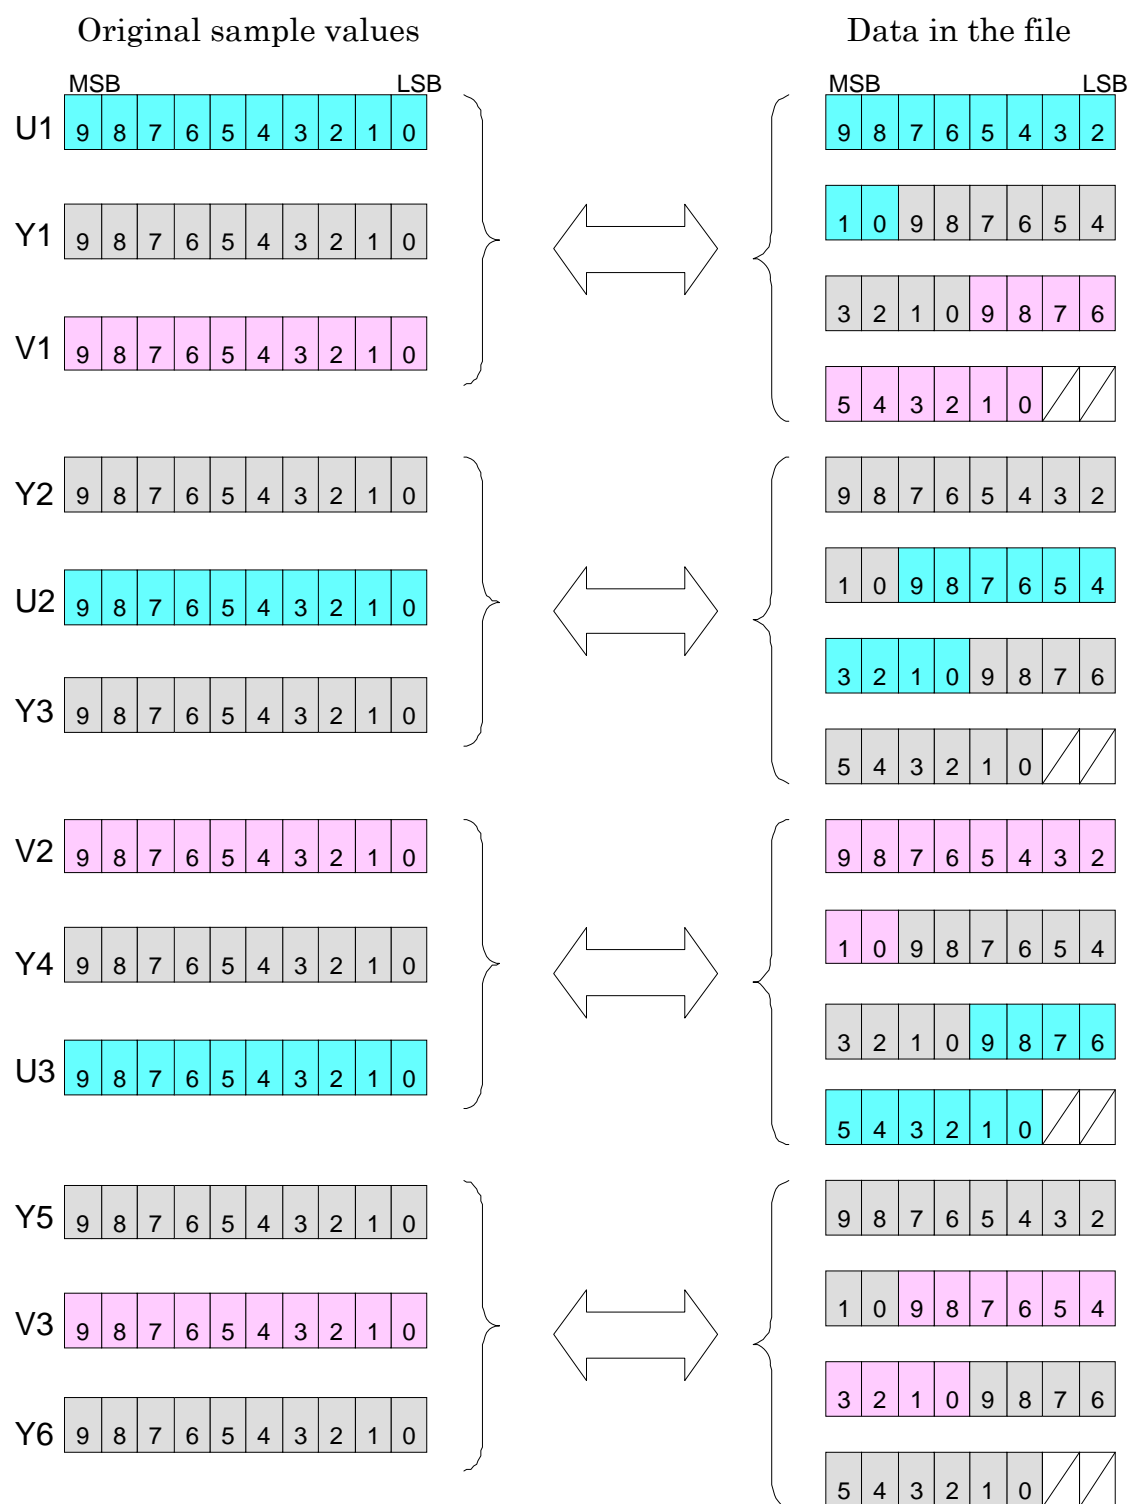 Original sample values Data in the file
MSB LSB MSB LSB
U1 9 8 7 6 5 4 3 2 1 0 9 8 7 6 5 4 3 2
1 0 9 8 7 6 5 4
Y1 9 8 7 6 5 4 3 2 1 0
3 2 1 0 9 8 7 6
V1 9 8 7 6 5 4 3 2 1 0
5 4 3 2 1 0
Y2 9 8 7 6 5 4 3 2 1 0 9 8 7 6 5 4 3 2
1 0 9 8 7 6 5 4
U2 9 8 7 6 5 4 3 2 1 0
3 2 1 0 9 8 7 6
Y3 9 8 7 6 5 4 3 2 1 0
5 4 3 2 1 0
V2 9 8 7 6 5 4 3 2 1 0 9 8 7 6 5 4 3 2
1 0 9 8 7 6 5 4
Y4 9 8 7 6 5 4 3 2 1 0
3 2 1 0 9 8 7 6
U3 9 8 7 6 5 4 3 2 1 0
5 4 3 2 1 0
Y5 9 8 7 6 5 4 3 2 1 0 9 8 7 6 5 4 3 2
1 0 9 8 7 6 5 4
V3 9 8 7 6 5 4 3 2 1 0
3 2 1 0 9 8 7 6
Y6 9 8 7 6 5 4 3 2 1 0
5 4 3 2 1 0